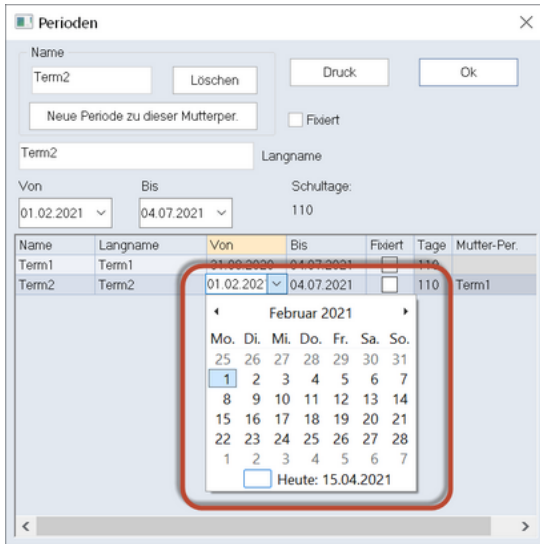 Perioden
Name
Term2
Löschen
Druck
Ok
Neue Periode zu dieser Mutterper.
Fixiert
Term2
Langname
Von Bis Schultage:
01.02.2021 04.07.2021 110
Name Langname Von Bis Fixiert Tage Mutter-Per.
Term1 Term1 04.07.2021 110
Term2 Term2 01.02.202 04.07.2021 110 Term1
Februar 2021
Mo. Di. Mi. Do. Fr. Sa. So.
25 26 27 28 29 30 31
1 2 3 4 5 6 7
8 9 10 11 12 13 14
15 16 17 18 19 20 21
22 23 24 25 26 27 28
1 2 3 4 5 6 7
Heute: 15.04.2021